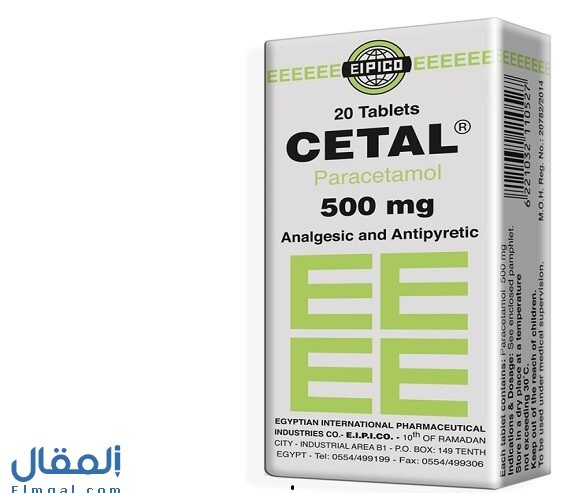 EEEEEE EIPICO EEEEEE
20 Tablets
CETAL®
Paracetamol
500 mg
Analgesic and Antipyretic
EE
EE
EGYPTIAN INTERNATIONAL PHARMACEUTICAL
INDUSTRIES CO.- E.I.P.I.CO. - 10th OF RAMADAN
CITY - INDUSTRIAL AREA B1 - P.O. BOX: 149 TENTH
EGYPT - Tel: 0554/499199 - Fax: 0554/499306
6 221032 110527
M.O.H. Reg. No.: 20782/2014
Each tablet contains: Paracetamol 500 mg
Indications & Dosage: See enclosed pamphlet.
Store in a dry place at a temperature
not exceeding 30°C.
Keep out of the reach of children.
To be used under medical supervision.
المقال
Elmqal.com